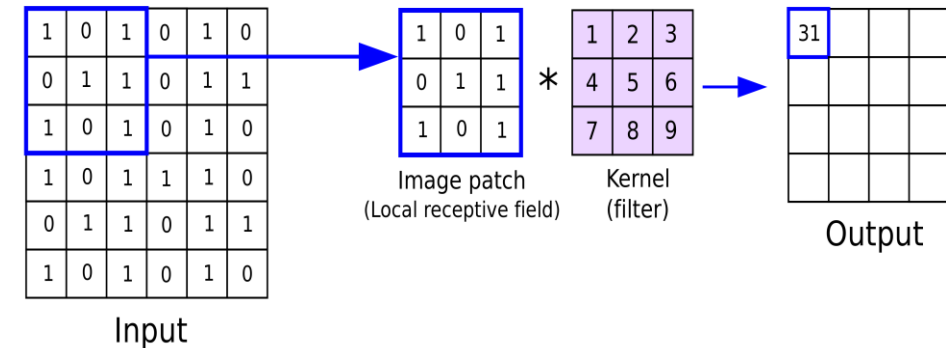 1 0 1 0 1 0
0 1 1 0 1 1
1 0 1 0 1 0
1 0 1 1 1 0
0 1 1 0 1 1
1 0 1 0 1 0
Input
1 0 1
0 1 1
1 0 1
Image patch
(Local receptive field)
*
1 2 3
4 5 6
7 8 9
Kernel
(filter)
31
Output